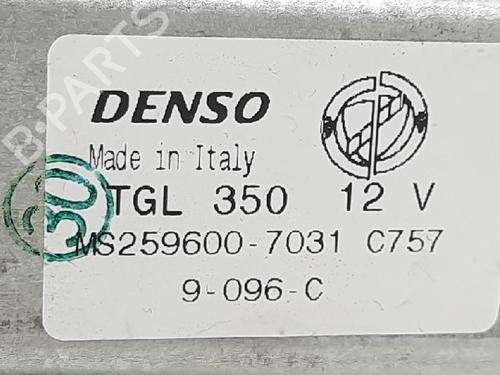 B-PARTS
DENSO
Made in Italy
30
TGL 350 12 V
MS259600-7031 C757
9-096-C